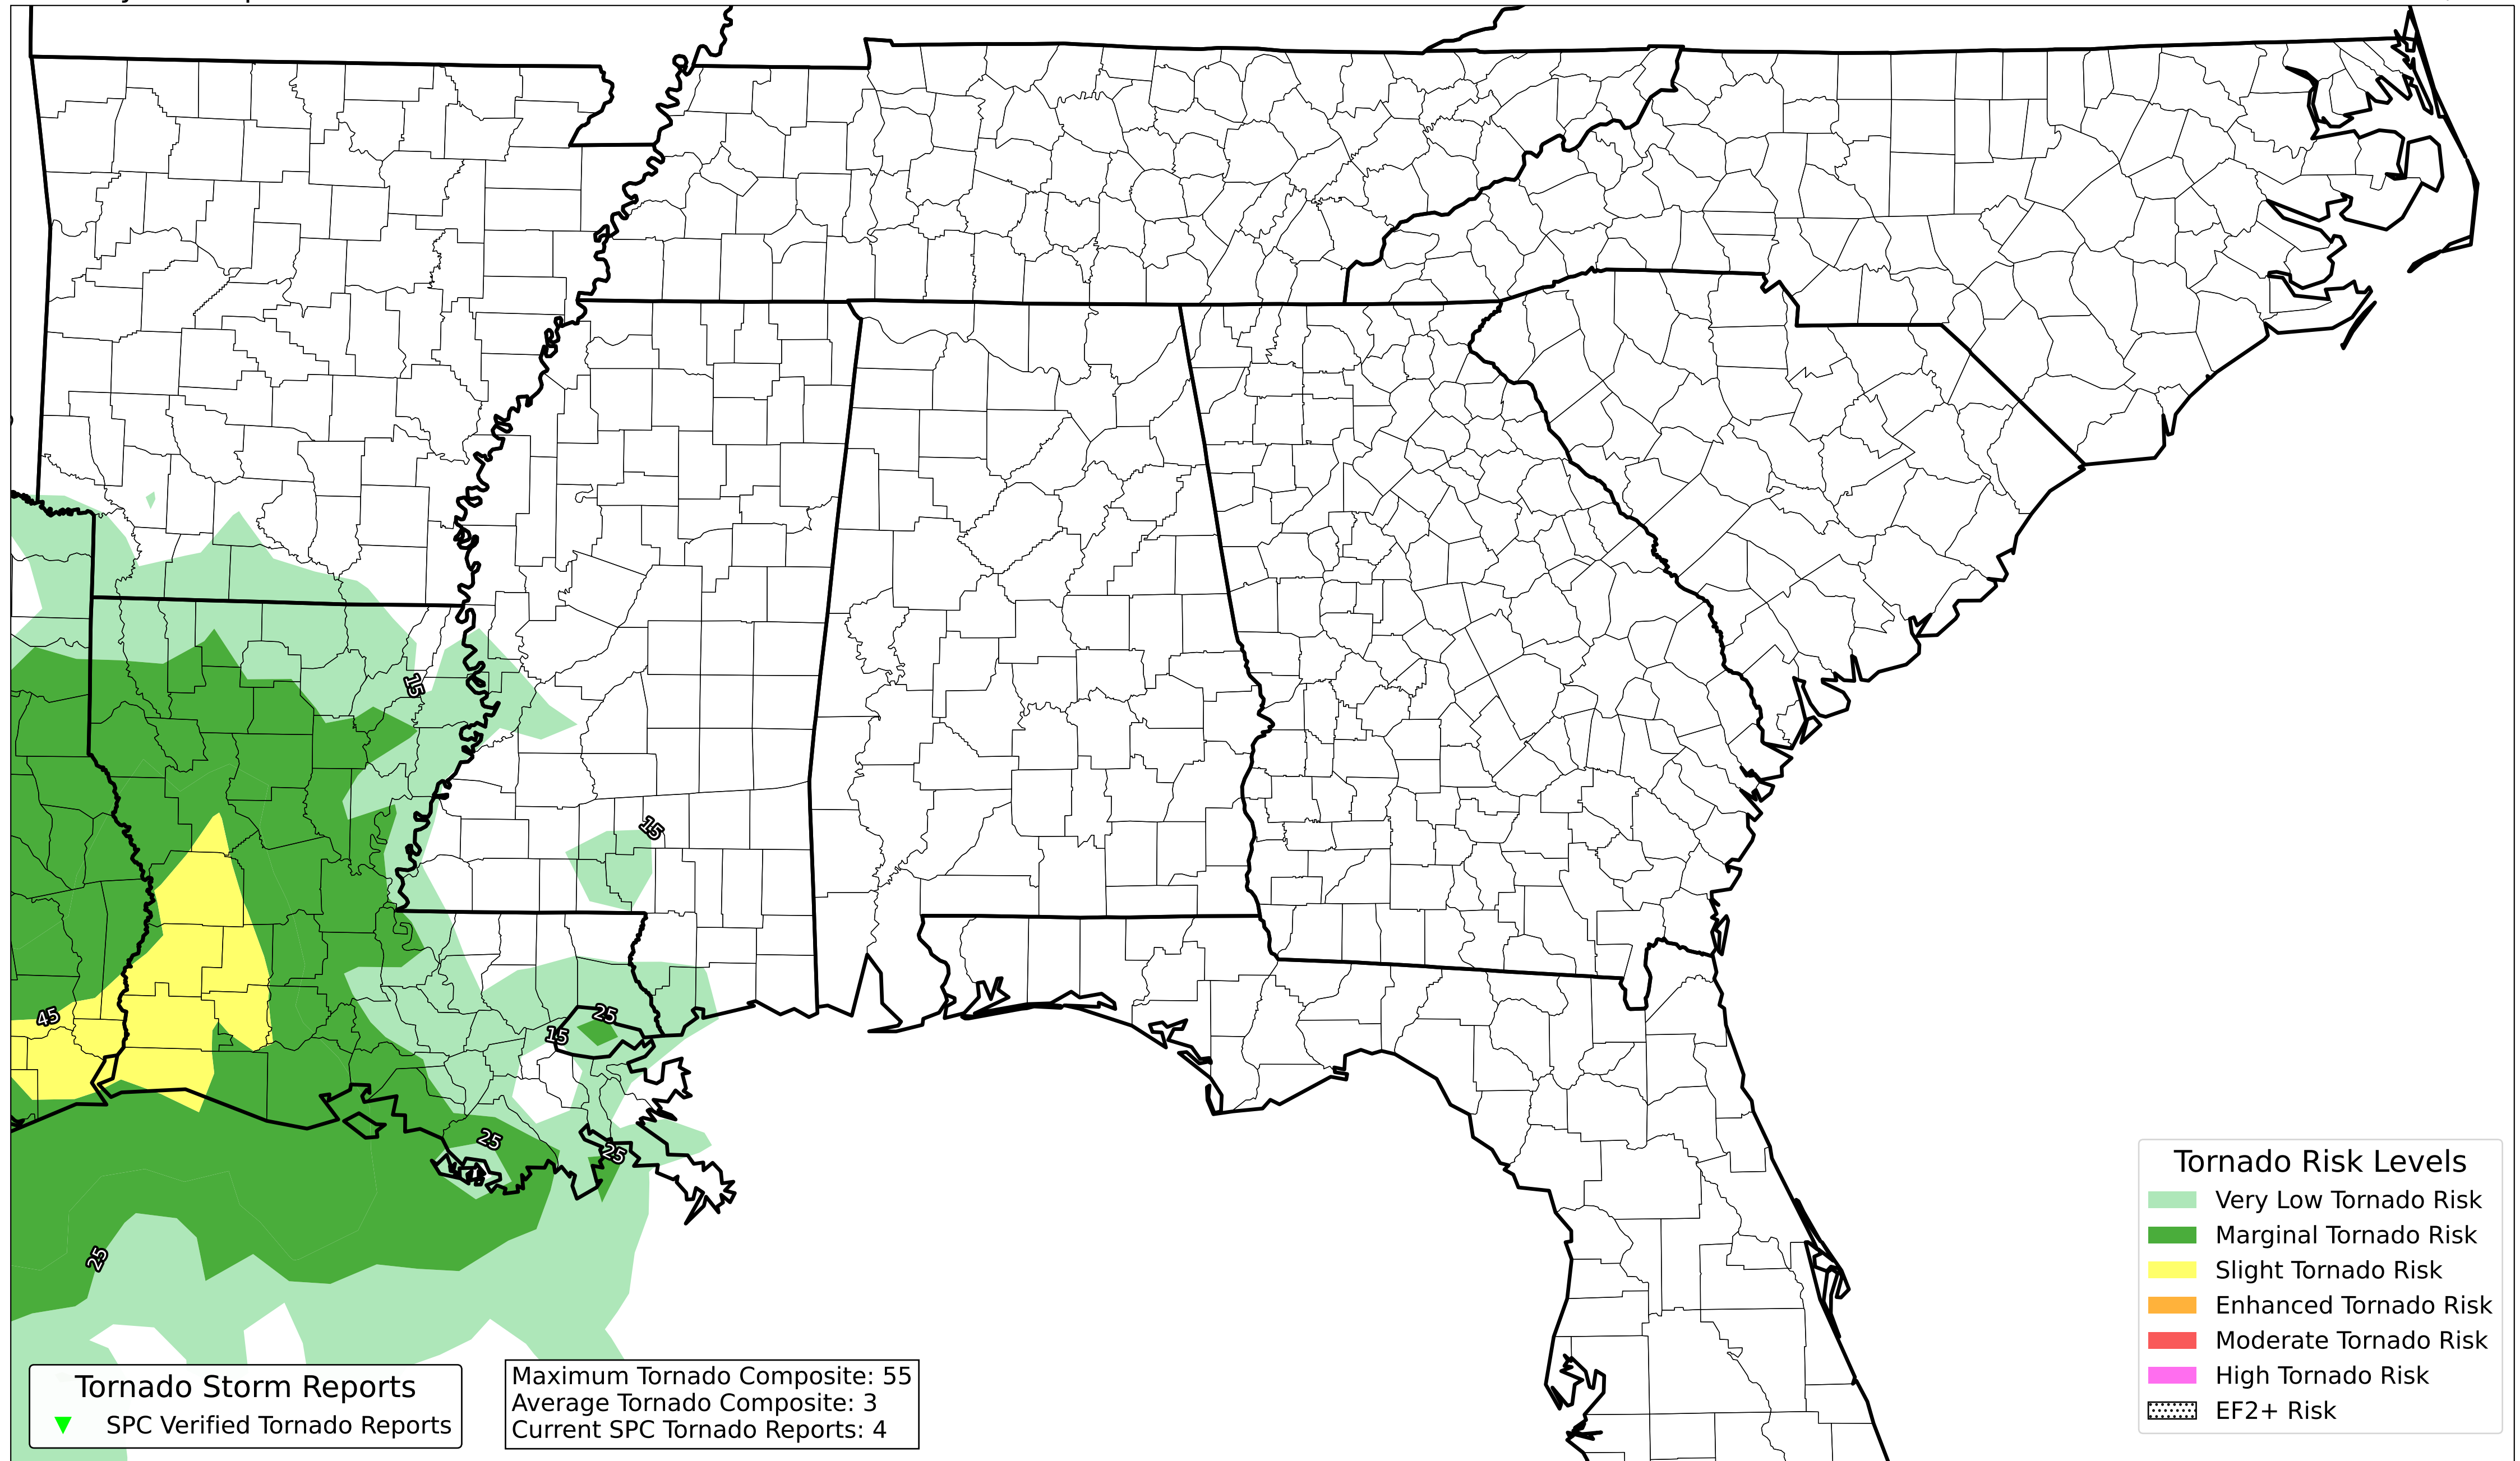 15
15
45
25
15
25
25
25
Tornado Risk Levels
Very Low Tornado Risk
Marginal Tornado Risk
Slight Tornado Risk
Enhanced Tornado Risk
Moderate Tornado Risk
High Tornado Risk
EF2+ Risk
Tornado Storm Reports
SPC Verified Tornado Reports
Maximum Tornado Composite: 55
Average Tornado Composite: 3
Current SPC Tornado Reports: 4